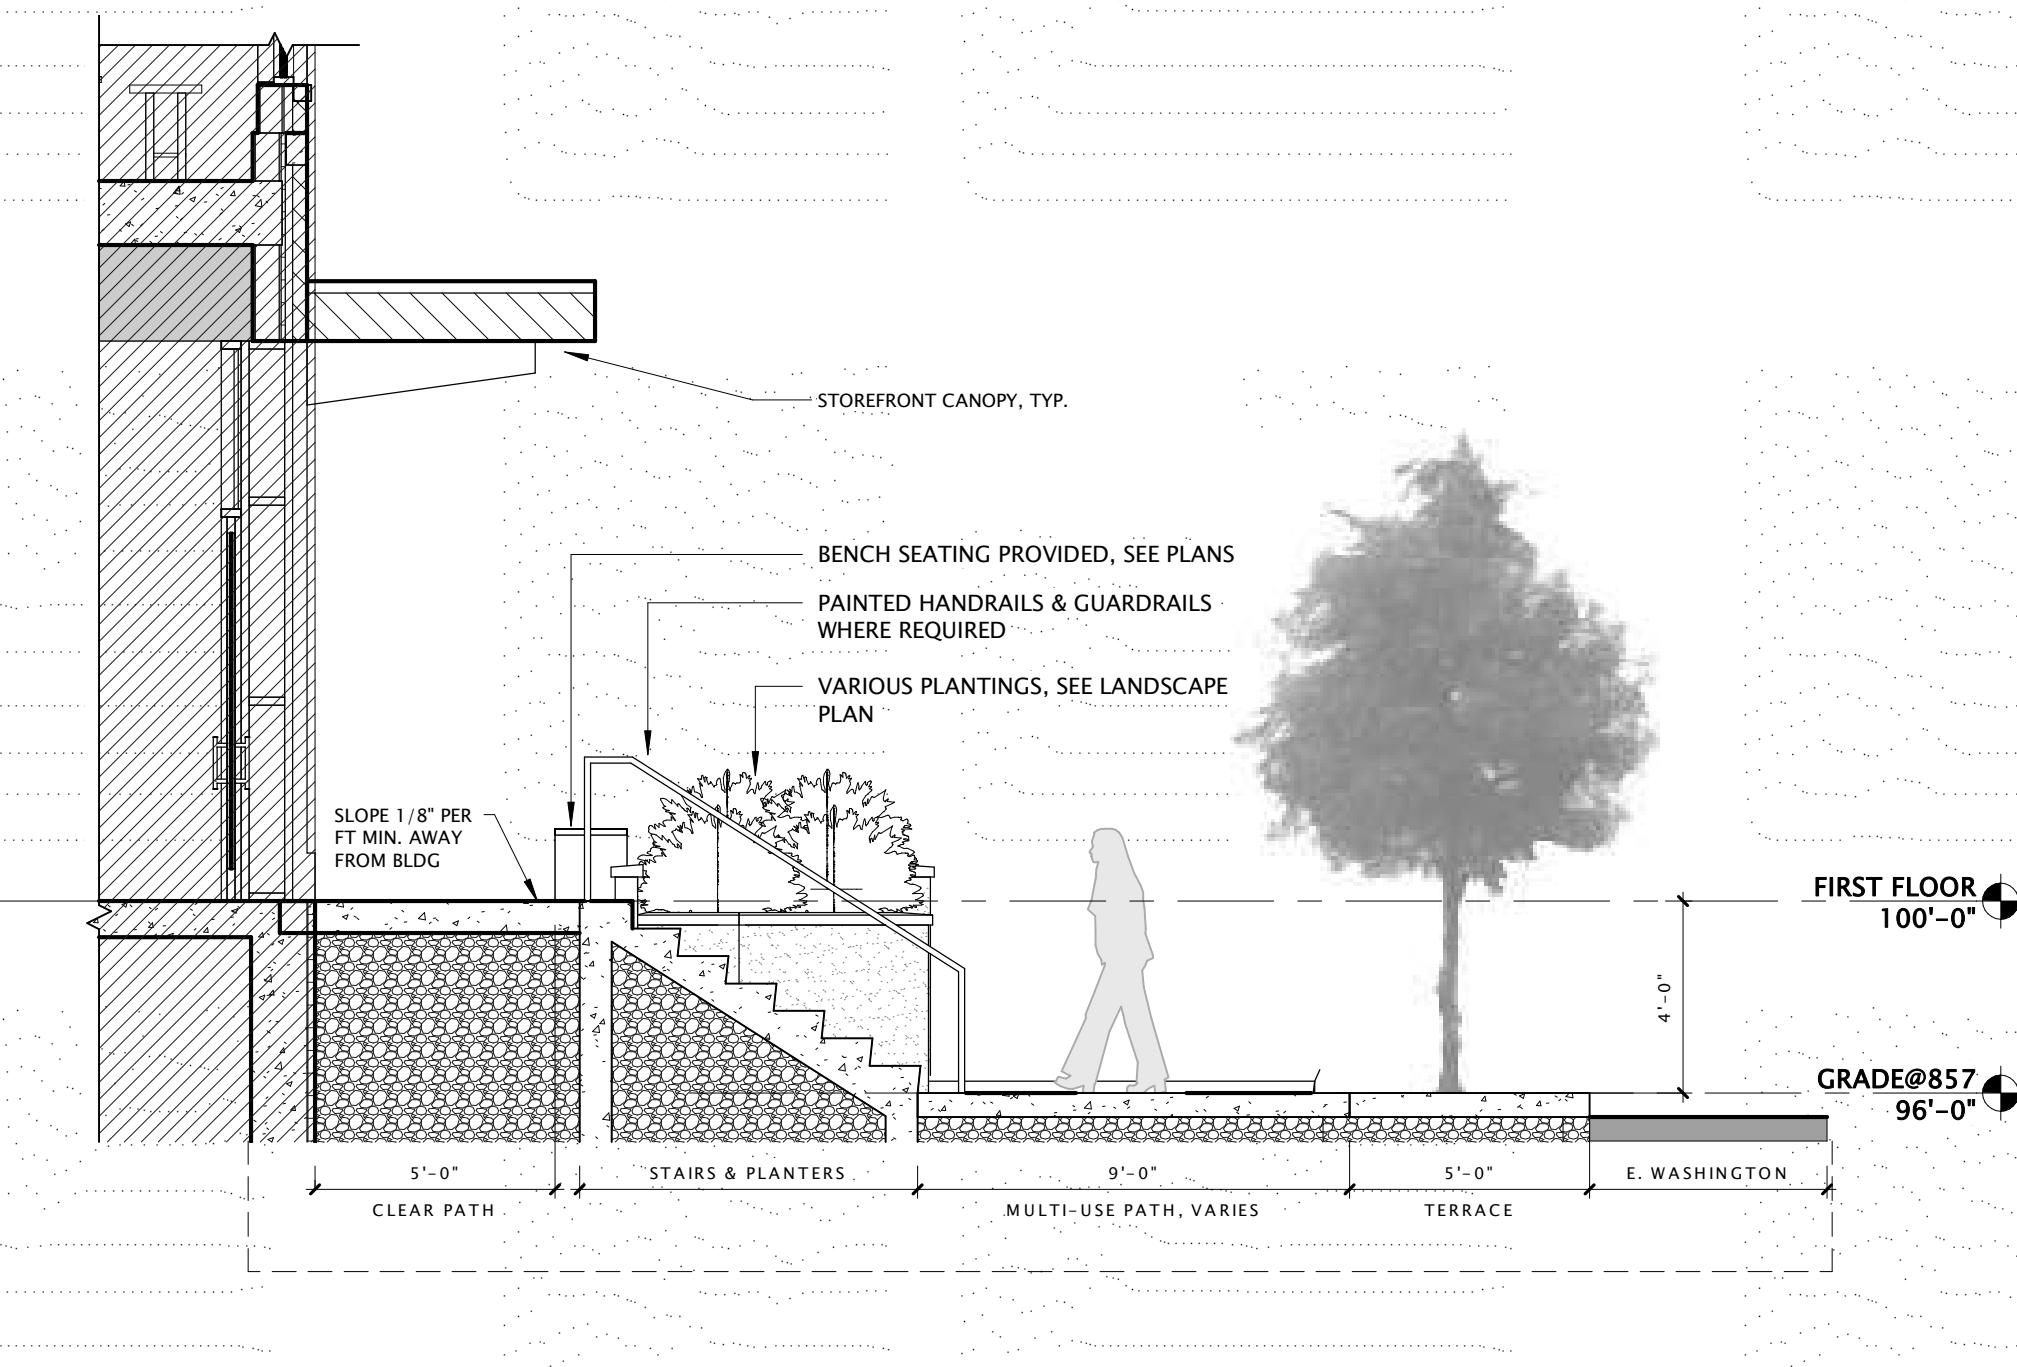 STOREFRONT CANOPY, TYP.
BENCH SEATING PROVIDED, SEE PLANS
PAINTED HANDRAILS & GUARDRAILS
WHERE REQUIRED
VARIOUS PLANTINGS, SEE LANDSCAPE
PLAN
SLOPE 1/8" PER
FT MIN. AWAY
FROM BLDG
FIRST FLOOR
100'-0"
4'-0"
GRADE@857
96'-0"
5'-0"
CLEAR PATH
STAIRS & PLANTERS
9'-0"
MULTI-USE PATH, VARIES
5'-0"
TERRACE
E. WASHINGTON